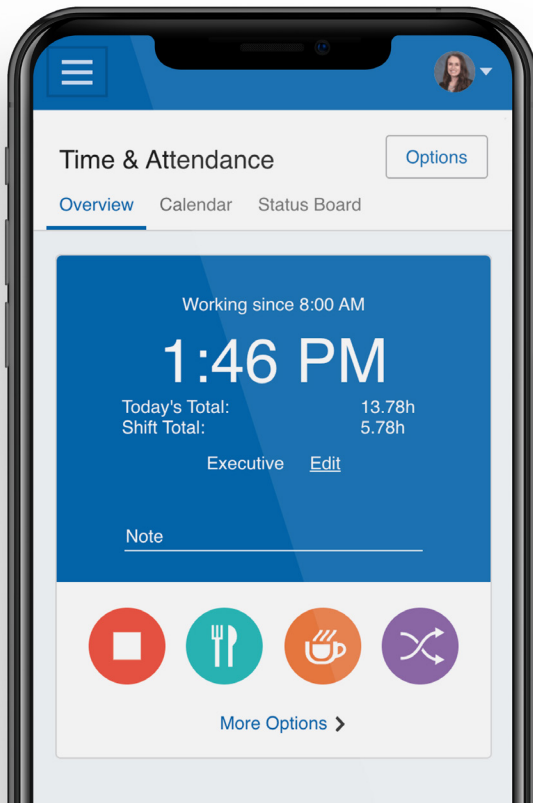 Time & Attendance
Options
Overview Calendar Status Board
Working since 8:00 AM
1:46 PM
Today's Total: 13.78h
Shift Total: 5.78h
Executive Edit
Note
More Options